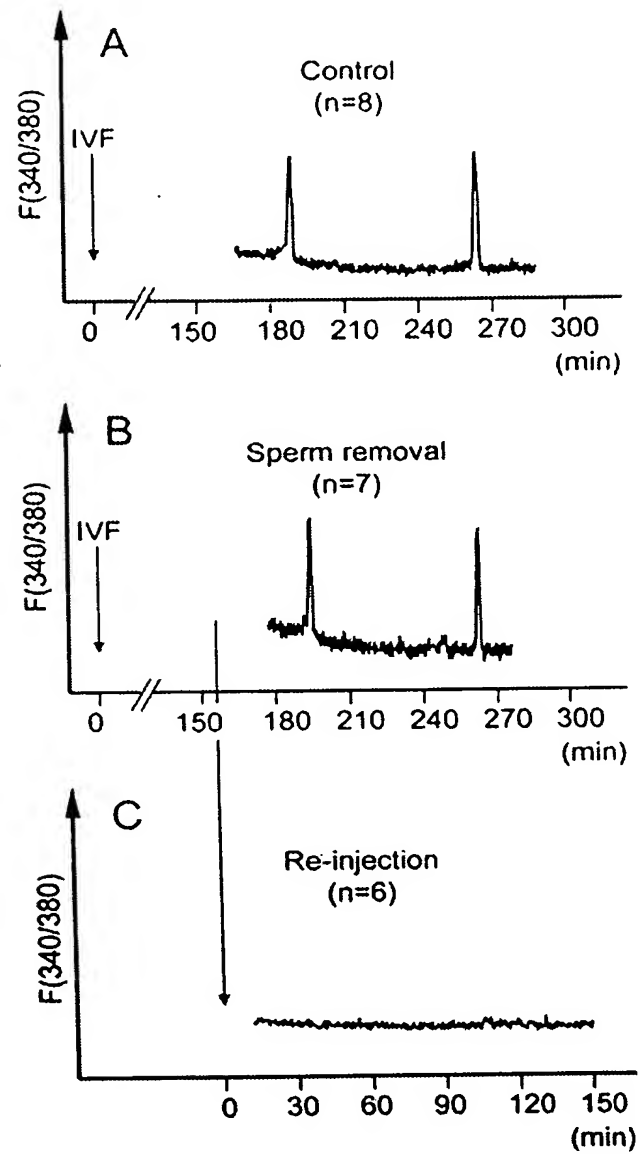 A
Control
(n=8)
F(340/380)
IVF
0 150 180 210 240 270 300
(min)
B
Sperm removal
(n=7)
F(340/380)
IVF
0 150 180 210 240 270 300
(min)
C
Re-injection
(n=6)
F(340/380)
0 30 60 90 120 150
(min)